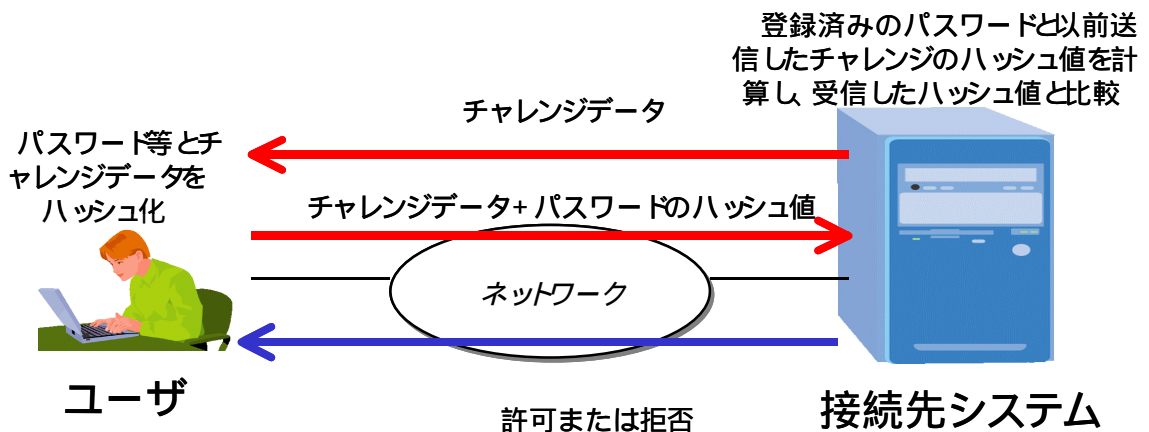 登録済みのパスワードと以前送
信したチャレンジのハッシュ値を計
算し、受信したハッシュ値と比較
チャレンジデータ
パスワード等とチ
ャレンジデータを
ハッシュ化
チャレンジデータ+パスワードのハッシュ値
ネットワーク
ユーザ
許可または拒否
接続先システム